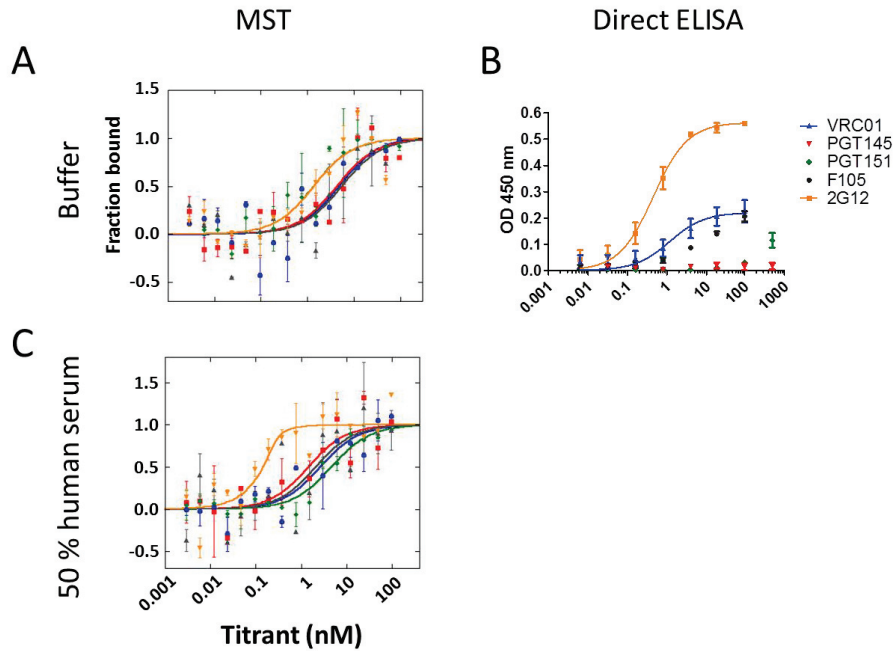 MST
Direct ELISA
A
B
Buffer
Fraction bound
1.5
1.0
0.5
0.0
-0.5
OD 450 nm
0.6
0.5
0.4
0.3
0.2
0.1
0.0
0.001
0.01
0.1
1
10
100
1000
VRC01
PGT145
PGT151
F105
2G12
C
50 % human serum
1.5
1.0
0.5
0.0
-0.5
0.001
0.01
0.1
1
10
100
Titrant (nM)